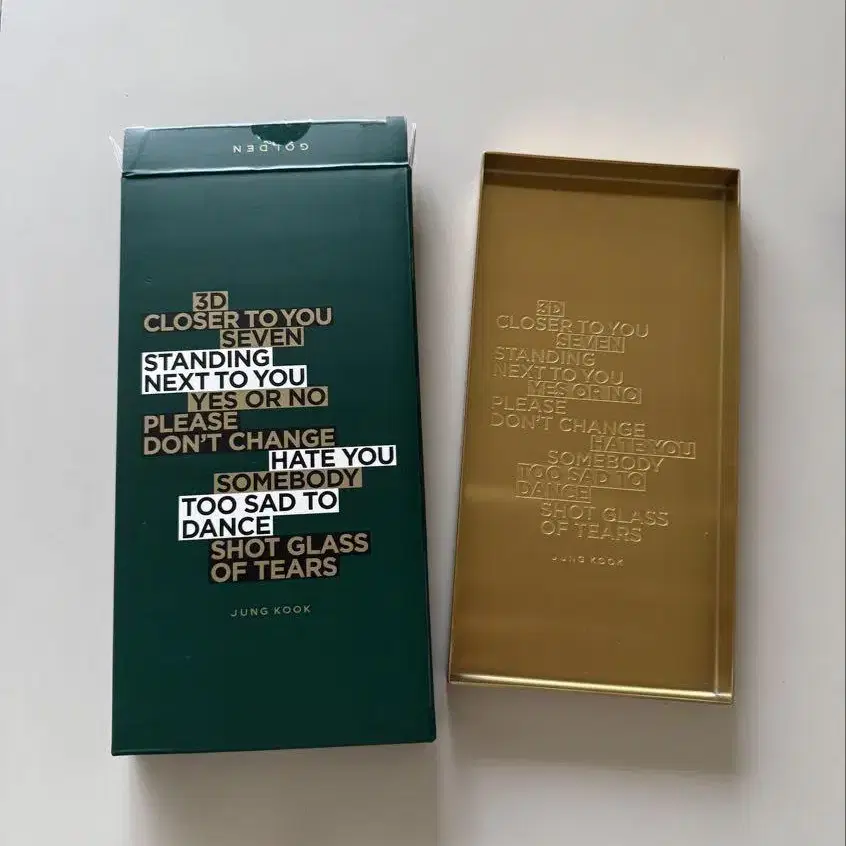 GOLDEN
3D
CLOSER TO YOU
SEVEN
STANDING
NEXT TO YOU
YES OR NO
PLEASE
DON'T CHANGE
HATE YOU
SOMEBODY
TOO SAD TO
DANCE
SHOT GLASS
OF TEARS
JUNG KOOK
3D
CLOSER TO YOU
SEVEN
STANDING
NEXT TO YOU
YES OR NO
PLEASE
DON'T CHANGE
HATE YOU
SOMEBODY
TOO SAD TO
DANCE
SHOT GLASS
OF TEARS
JUNG KOOK